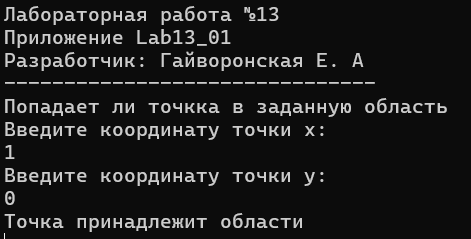 Лабораторная работа №13
Приложение Lab13_01
Разработчик: Гайворонская Е. А
-------------------------------
Попадает ли точкка в заданную область
Введите координату точки x:
1
Введите координату точки y:
0
Точка принадлежит области